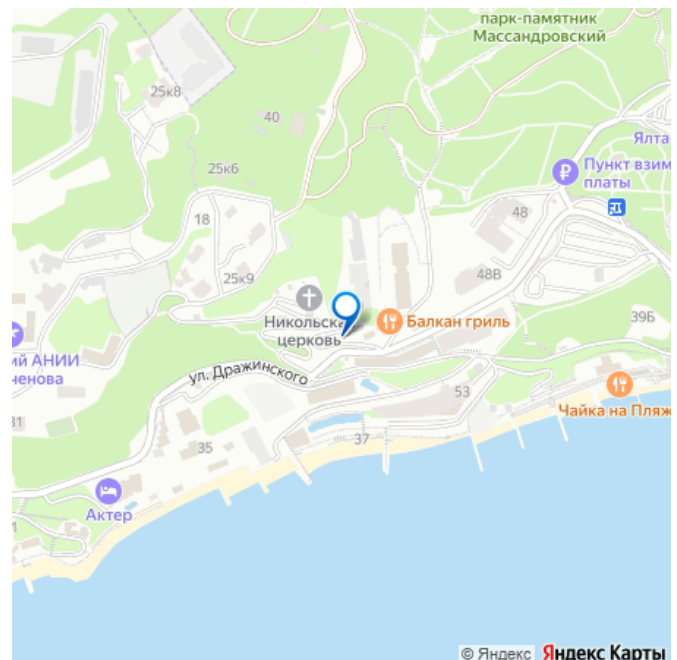 парк-памятник
Массандровский
25к8
40
Ялта
25к6
Пункт взим
платы
18
48
25к9
48В
Никольска
церковь
Балкан гриль
39Б
ий АНИИ
ченова
ул. Дражинского
53
Чайка на Пляж
31
35
37
Актер
© Яндекс Яндекс Карты